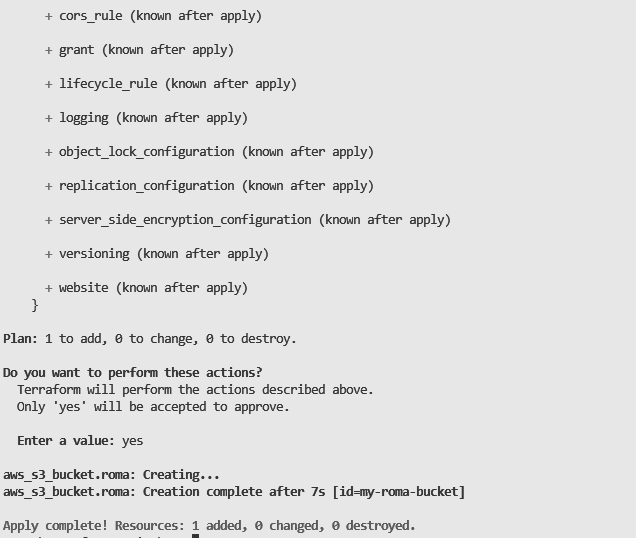 + cors_rule (known after apply)
+ grant (known after apply)
+ lifecycle_rule (known after apply)
+ logging (known after apply)
+ object_lock_configuration (known after apply)
+ replication_configuration (known after apply)
+ server_side_encryption_configuration (known after apply)
+ versioning (known after apply)
+ website (known after apply)
}
Plan: 1 to add, 0 to change, 0 to destroy.
Do you want to perform these actions?
Terraform will perform the actions described above.
Only 'yes' will be accepted to approve.
Enter a value: yes
aws_s3_bucket.roma: Creating...
aws_s3_bucket.roma: Creation complete after 7s [id=my-roma-bucket]
Apply complete! Resources: 1 added, 0 changed, 0 destroyed.